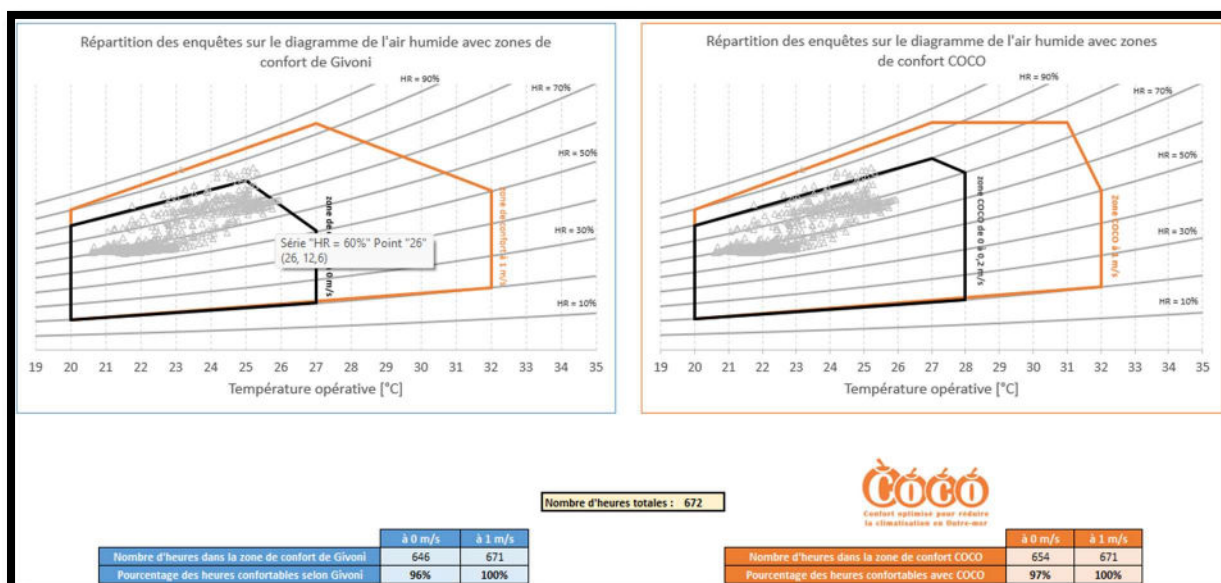 Répartition des enquêtes sur le diagramme de l'air humide avec zones de
confort de Givoni
HR = 90%
HR = 70%
HR = 50%
HR = 30%
HR = 10%
zone de confort à 1 m/s
zone de
0 m/s
Série "HR = 60%" Point "26"
(26, 12,6)
19 20 21 22 23 24 25 26 27 28 29 30 31 32 33 34 35
Température opérative [°C]
Répartition des enquêtes sur le diagramme de l'air humide avec zones
de confort COCO
HR = 90%
HR = 70%
HR = 50%
HR = 30%
HR = 10%
zone COCO de 0 à 0,2 m/s
zone COCO à 1 m/s
19 20 21 22 23 24 25 26 27 28 29 30 31 32 33 34 35
Température opérative [°C]
Nombre d'heures totales : 672
COCO
Confort optimisé pour réduire
la climatisation en Outre-mer
à 0 m/s à 1 m/s
Nombre d'heures dans la zone de confort de Givoni 646 671
Pourcentage des heures confortables selon Givoni 96% 100%
à 0 m/s à 1 m/s
Nombre d'heures dans la zone de confort COCO 654 671
Pourcentage des heures confortables avec COCO 97% 100%